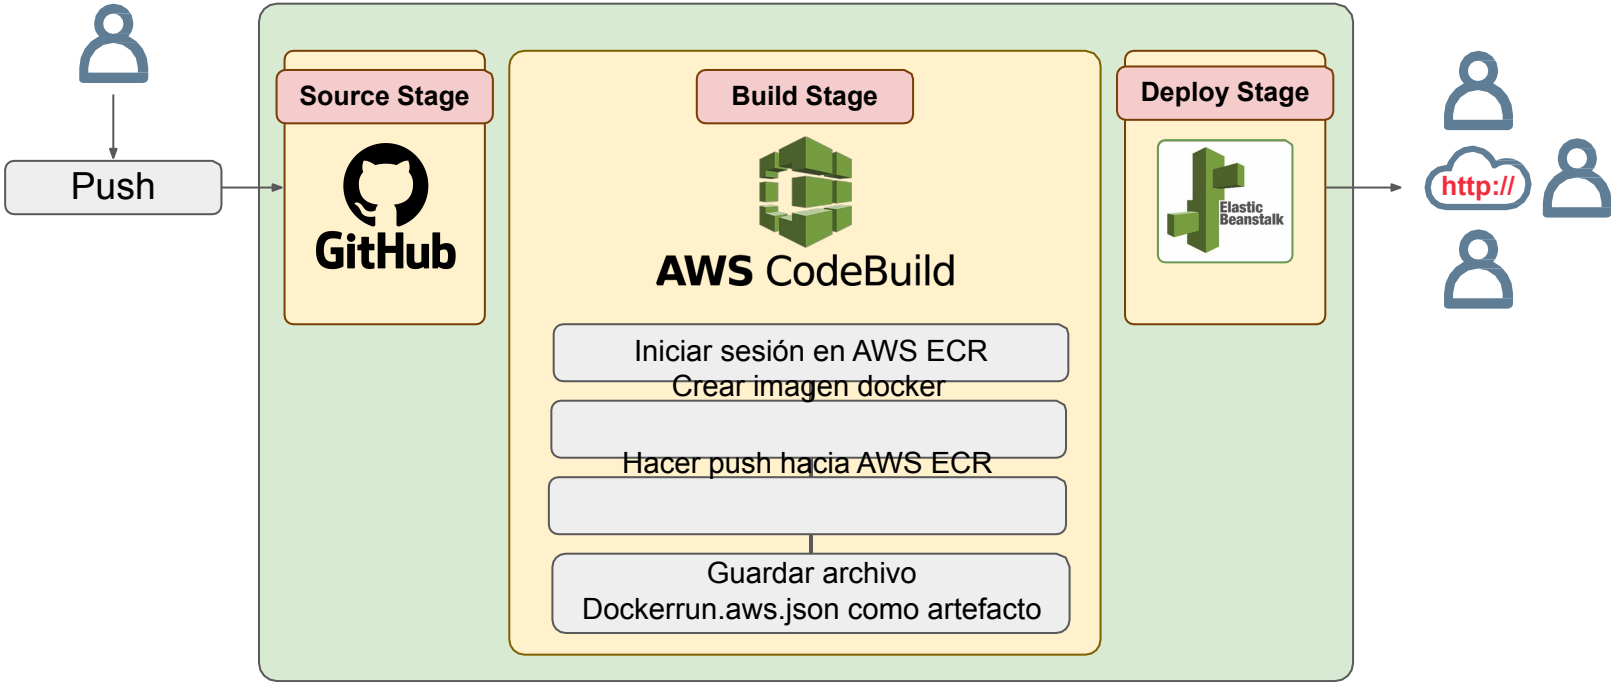 Push
Source Stage
GitHub
Build Stage
AWS CodeBuild
Iniciar sesión en AWS ECR
Crear imagen docker
Hacer push hacia AWS ECR
Guardar archivo
Dockerrun.aws.json como artefacto
Deploy Stage
Elastic
Beanstalk
http://